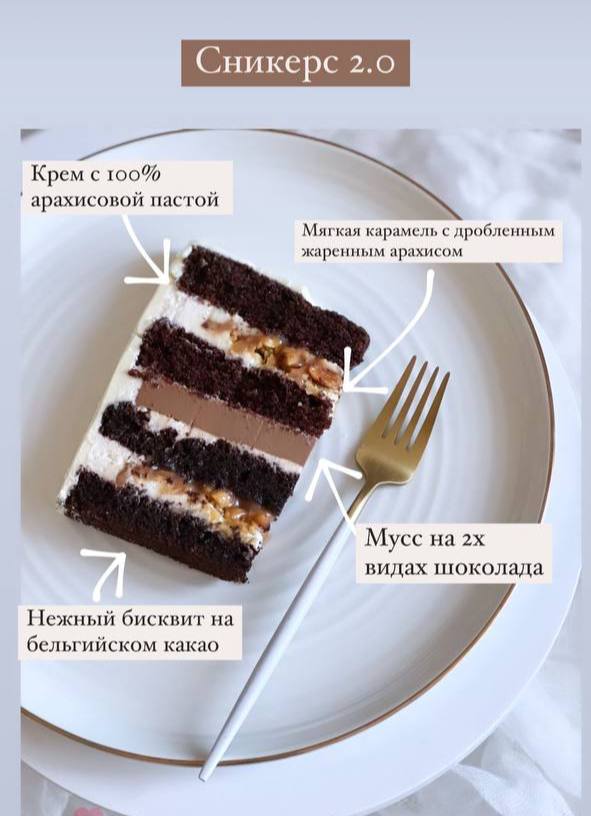 Сникерс 2.0
Крем с 100%
арахисовой пастой
Мягкая карамель с дробленным
жаренным арахисом
Мусс на 2х
видах шоколада
Нежный бисквит на
бельгийском какао